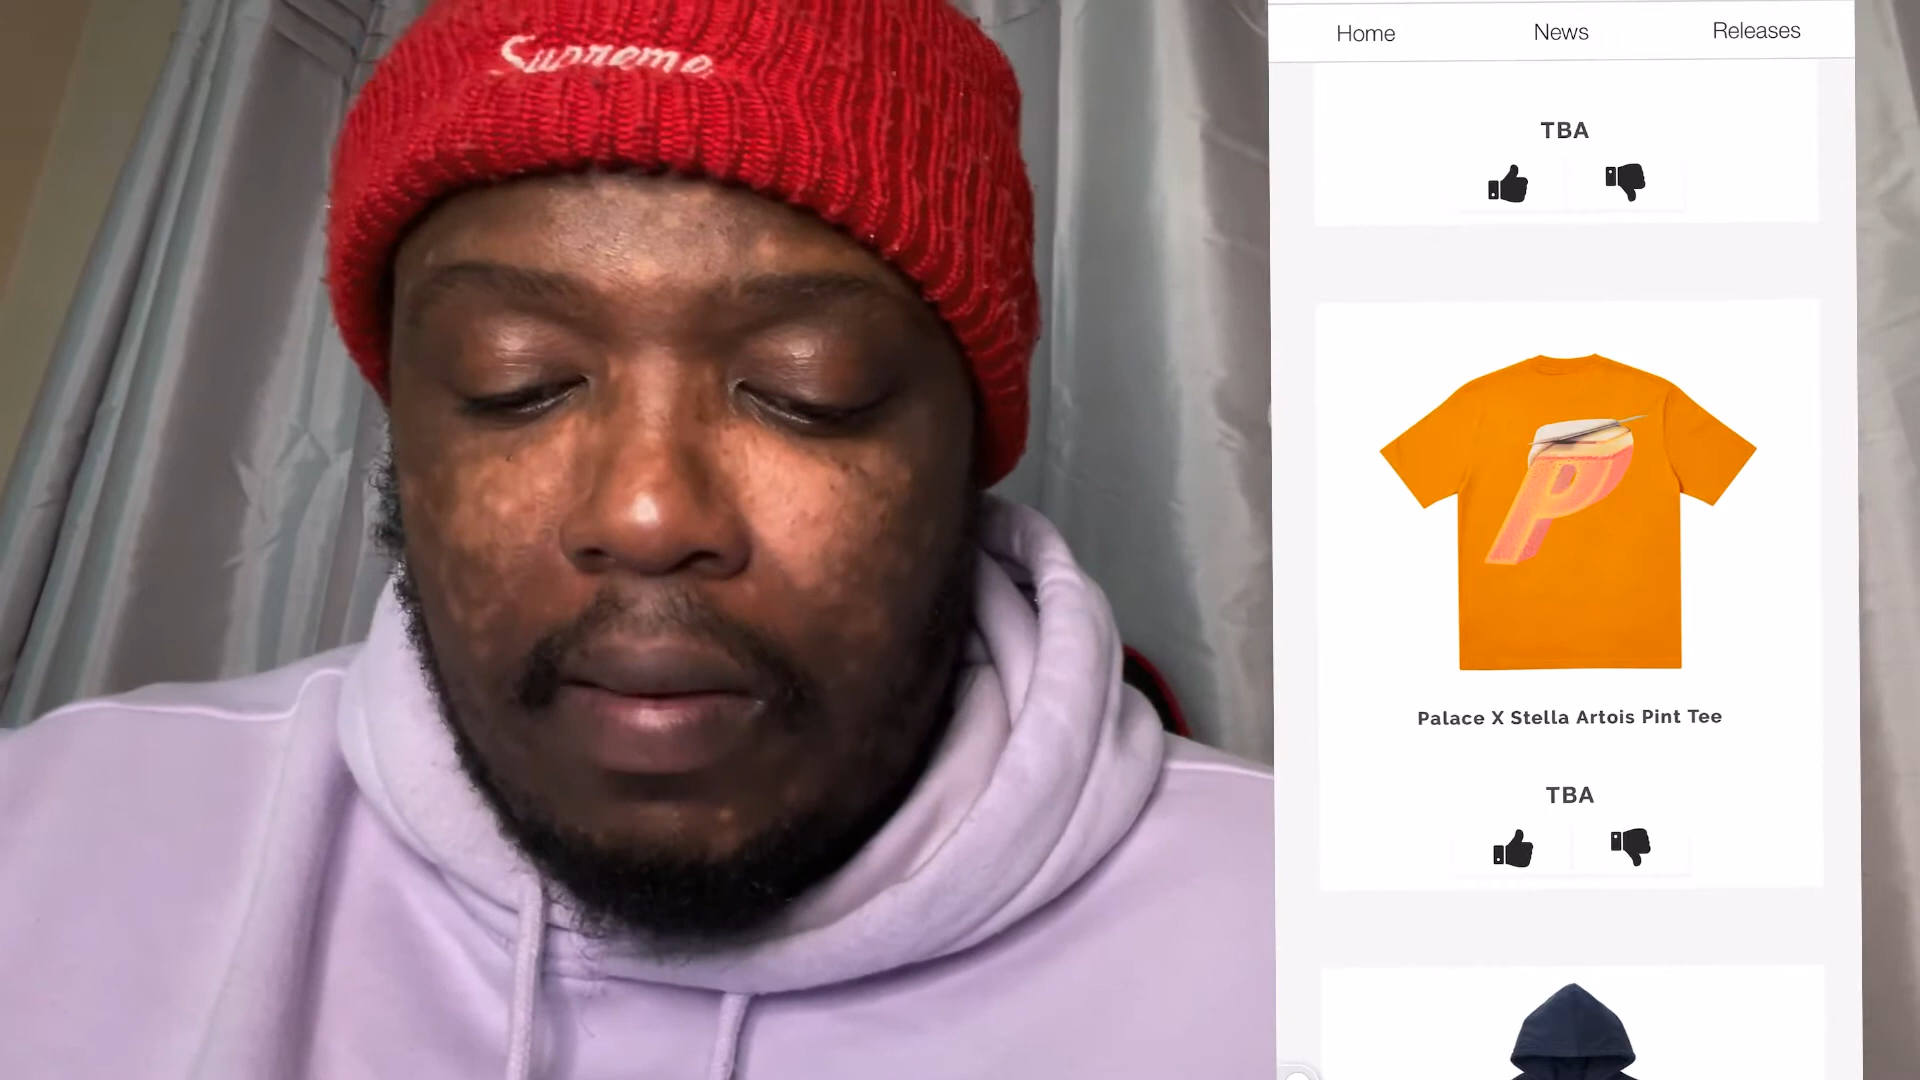 Supreme
Home News Releases
TBA
P
Palace X Stella Artois Pint Tee
TBA